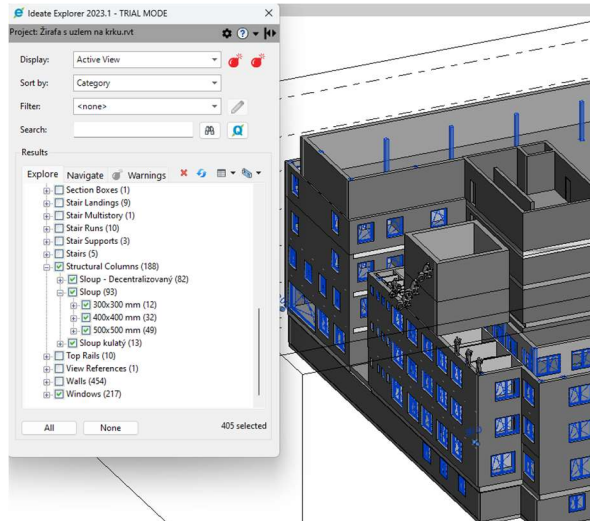 Ideate Explorer 2023.1 - TRIAL MODE
Project: Žirafa s uzlem na krku.rvt
Display: Active View
Sort by: Category
Filter: <none>
Search:
Results
Explore Navigate Warnings
Section Boxes (1)
Stair Landings (9)
Stair Multistory (1)
Stair Runs (10)
Stair Supports (3)
Stairs (5)
Structural Columns (188)
Sloup - Decentralizovaný (82)
Sloup (93)
300x300 mm (12)
400x400 mm (32)
500x500 mm (49)
Sloup kulatý (13)
Top Rails (10)
View References (1)
Walls (454)
Windows (217)
All None 405 selected